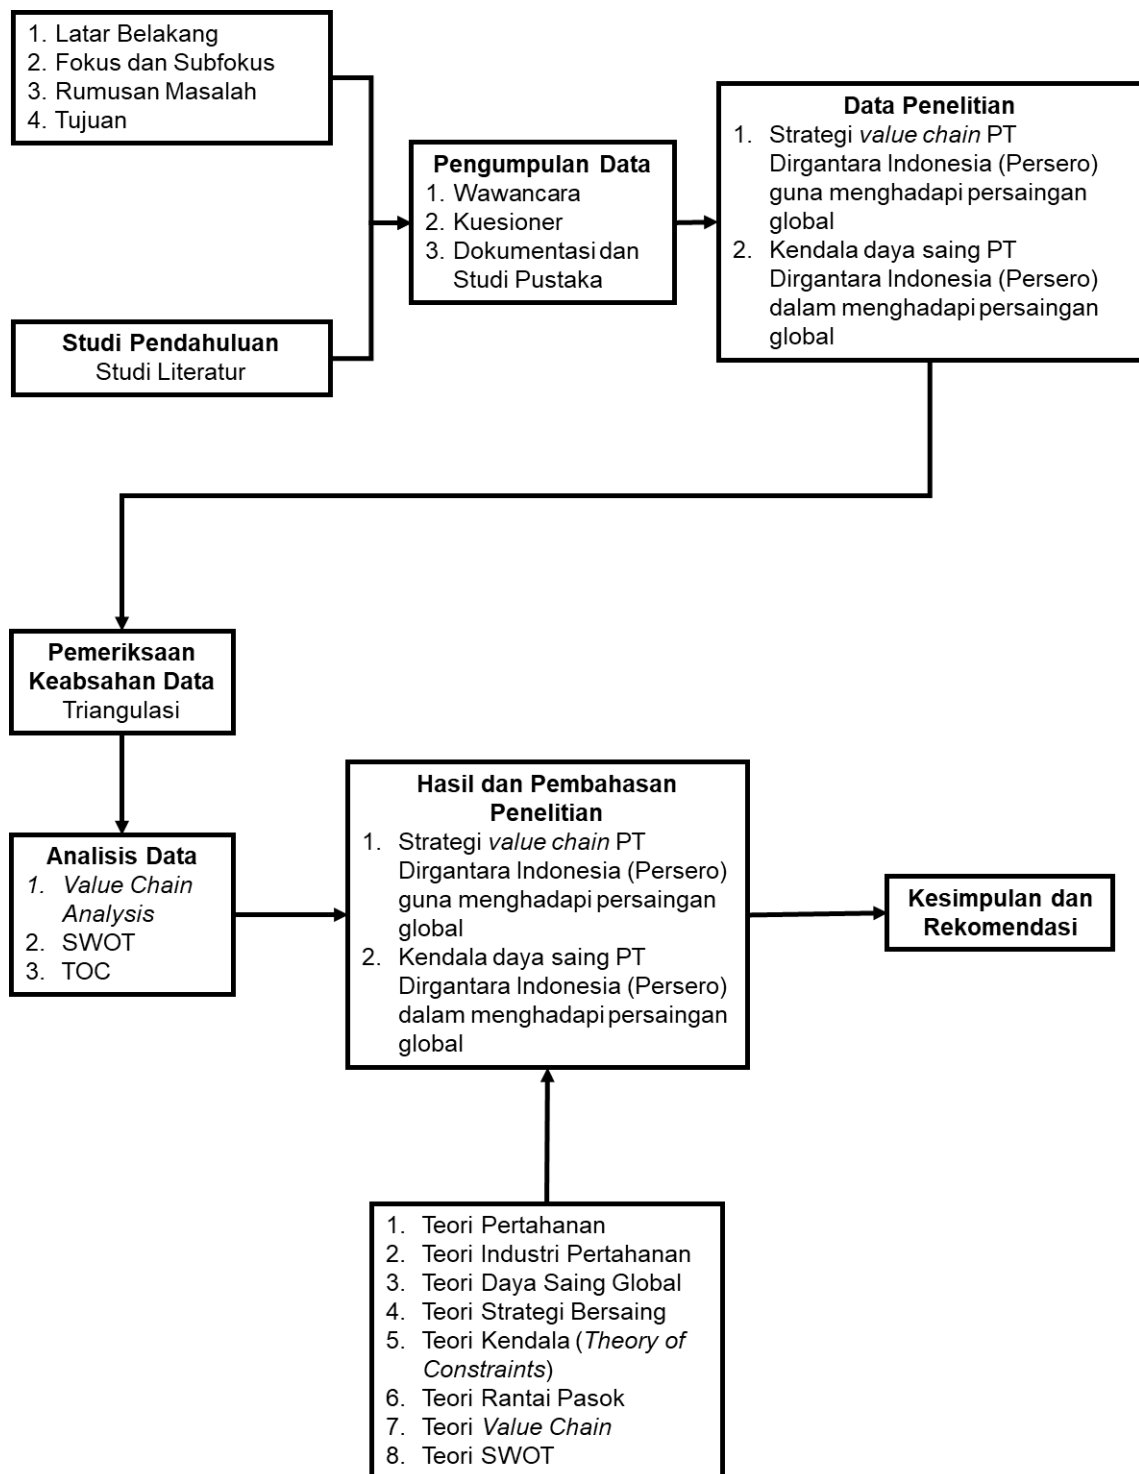 1. Latar Belakang
2. Fokus dan Subfokus
3. Rumusan Masalah
4. Tujuan
Studi Pendahuluan
Studi Literatur
Pengumpulan Data
1. Wawancara
2. Kuesioner
3. Dokumentasi dan
Studi Pustaka
Data Penelitian
1. Strategi value chain PT
Dirgantara Indonesia (Persero)
guna menghadapi persaingan
global
2. Kendala daya saing PT
Dirgantara Indonesia (Persero)
dalam menghadapi persaingan
global
Pemeriksaan
Keabsahan Data
Triangulasi
Analisis Data
1. Value Chain
Analysis
2. SWOT
3. TOC
Hasil dan Pembahasan
Penelitian
1. Strategi value chain PT
Dirgantara Indonesia (Persero)
guna menghadapi persaingan
global
2. Kendala daya saing PT
Dirgantara Indonesia (Persero)
dalam menghadapi persaingan
global
Kesimpulan dan
Rekomendasi
1. Teori Pertahanan
2. Teori Industri Pertahanan
3. Teori Daya Saing Global
4. Teori Strategi Bersaing
5. Teori Kendala (Theory of
Constraints)
6. Teori Rantai Pasok
7. Teori Value Chain
8. Teori SWOT